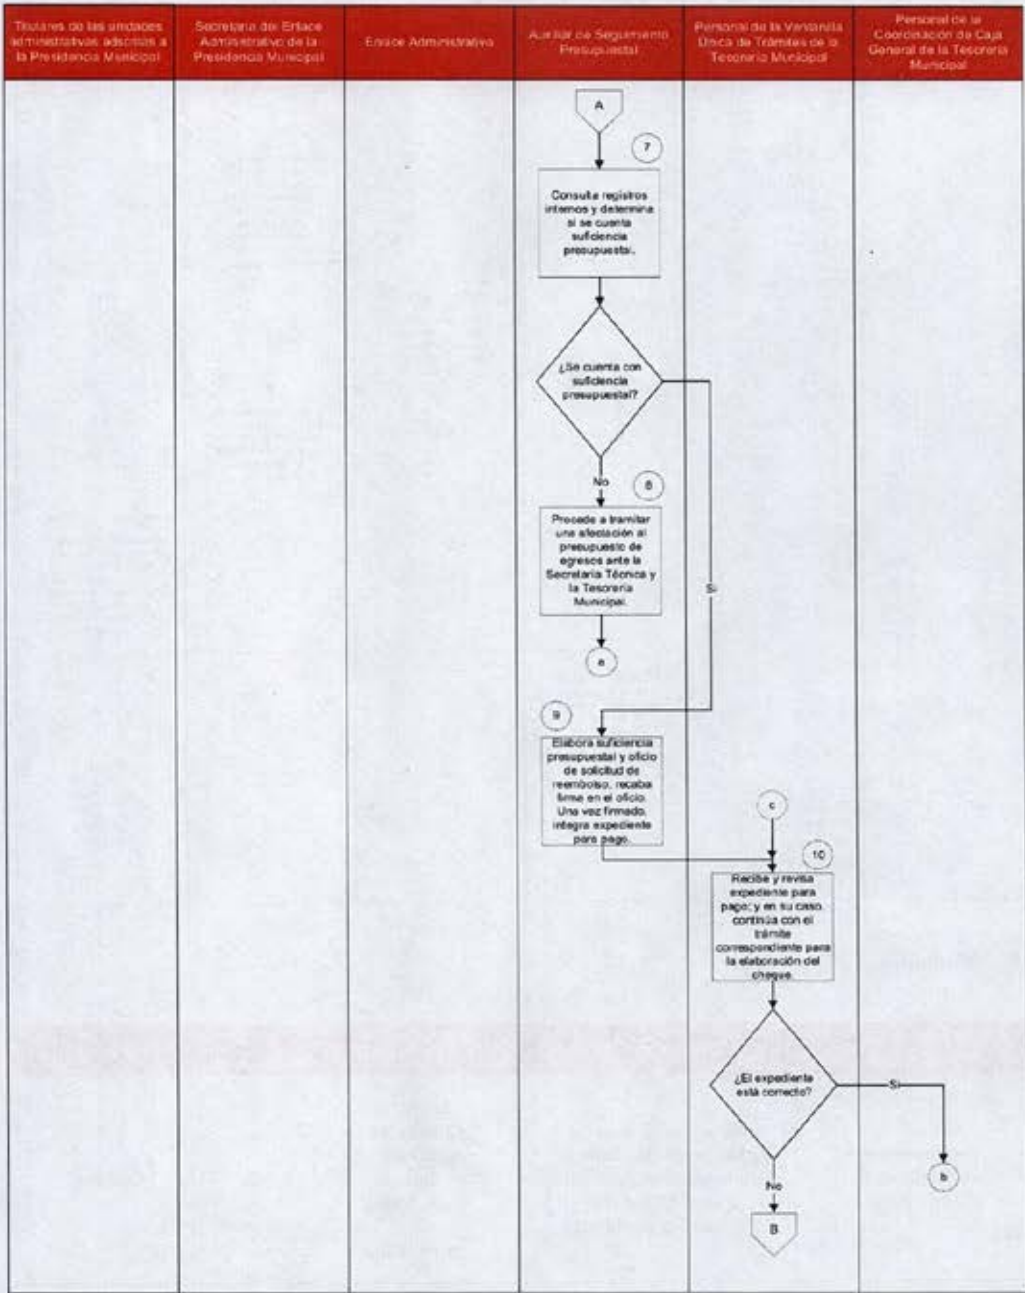 Titulares de las unidades
administrativas adscritas a
la Presidencia Municipal
Secretaria del Enlace
Administrativo de la
Presidencia Municipal
Enlace Administrativo
Auxiliar de Seguimiento
Presupuestal
Personal de la Ventanilla
Única de Trámites de la
Tesorería Municipal
Personal de la
Coordinación de Caja
General de la Tesorería
Municipal
A
7
Consulta registros
internos y determina
si se cuenta
suficiencia
presupuestal.
¿Se cuenta con
suficiencia
presupuestal?
No
8
Procede a tramitar
una afectación al
presupuesto de
egresos ante la
Secretaría Técnica y
la Tesorería
Municipal.
Si
a
9
Elabora suficiencia
presupuestal y oficio
de solicitud de
reembolso, recaba
firma en el oficio.
Una vez firmado,
integra expediente
para pago.
c
10
Recibe y revisa
expediente para
pago; y en su caso,
continúa con el
trámite
correspondiente para
la elaboración del
cheque.
¿El expediente
está correcto?
Si
b
No
B